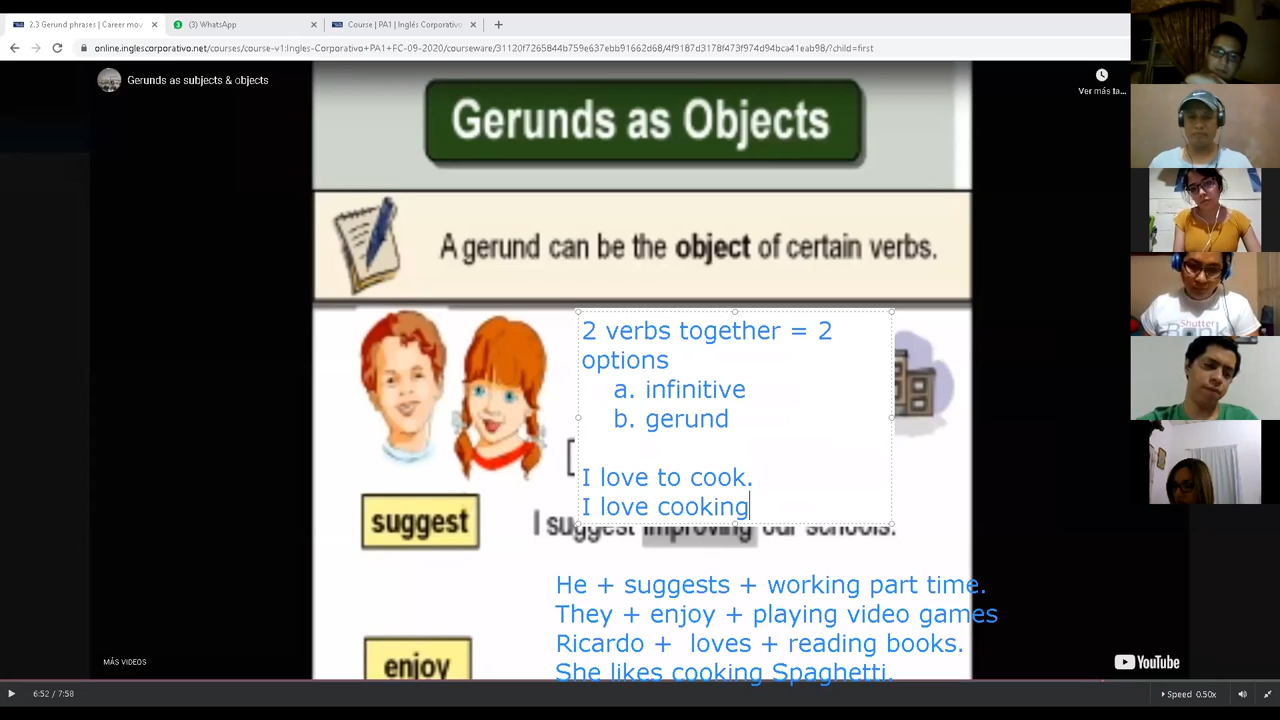 2.3 Gerund phrases | Career mov
(3) WhatsApp
Course | PA1 | Inglés Corporativo
online.inglescorporativo.net/courses/course-v1:Ingles-Corporativo+PA1+FC-09-2020/courseware/31120f7265844b759e637ebb91662d68/4f9187d3178f473f974d94bca41eab98/?child=first
Gerunds as subjects & objects
Ver más ta...
Gerunds as Objects
A gerund can be the object of certain verbs.
2 verbs together = 2
options
a. infinitive
b. gerund
I love to cook.
I love cooking
suggest
I suggest improving our schools.
He + suggests + working part time.
They + enjoy + playing video games
Ricardo + loves + reading books.
enjoy
She likes cooking Spaghetti.
MÁS VIDEOS
YouTube
6:52 / 7:58
Speed 0.50x